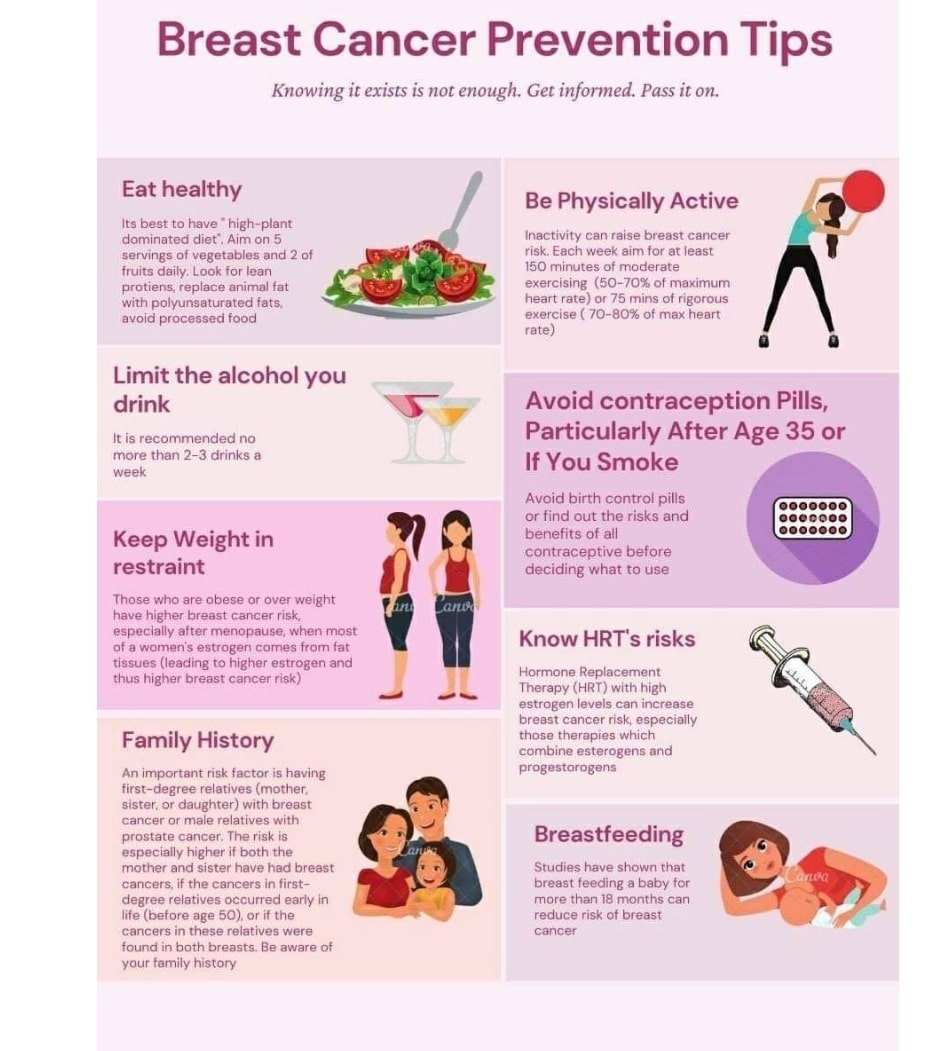 Breast Cancer Prevention Tips
Knowing it exists is not enough. Get informed. Pass it on.
Eat healthy
Its best to have " high-plant
dominated diet". Aim on 5
servings of vegetables and 2 of
fruits daily. Look for lean
protiens, replace animal fat
with polyunsaturated fats,
avoid processed food
Limit the alcohol you
drink
It is recommended no
more than 2-3 drinks a
week
Keep Weight in
restraint
Those who are obese or over weight
have higher breast cancer risk,
especially after menopause, when most
of a women's estrogen comes from fat
tissues (leading to higher estrogen and
thus higher breast cancer risk)
Canva
Family History
An important risk factor is having
first-degree relatives (mother,
sister, or daughter) with breast
cancer or male relatives with
prostate cancer. The risk is
especially higher if both the
mother and sister have had breast
cancers, if the cancers in first-
degree relatives occurred early in
life (before age 50), or if the
cancers in these relatives were
found in both breasts. Be aware of
your family history
Canva
Be Physically Active
Inactivity can raise breast cancer
risk. Each week aim for at least
150 minutes of moderate
exercising (50-70% of maximum
heart rate) or 75 mins of rigorous
exercise ( 70-80% of max heart
rate)
Avoid contraception Pills,
Particularly After Age 35 or
If You Smoke
Avoid birth control pills
or find out the risks and
benefits of all
contraceptive before
deciding what to use
Know HRT's risks
Hormone Replacement
Therapy (HRT) with high
estrogen levels can increase
breast cancer risk, especially
those therapies which
combine esterogens and
progestorogens
Breastfeeding
Studies have shown that
breast feeding a baby for
more than 18 months can
reduce risk of breast
cancer
Canva